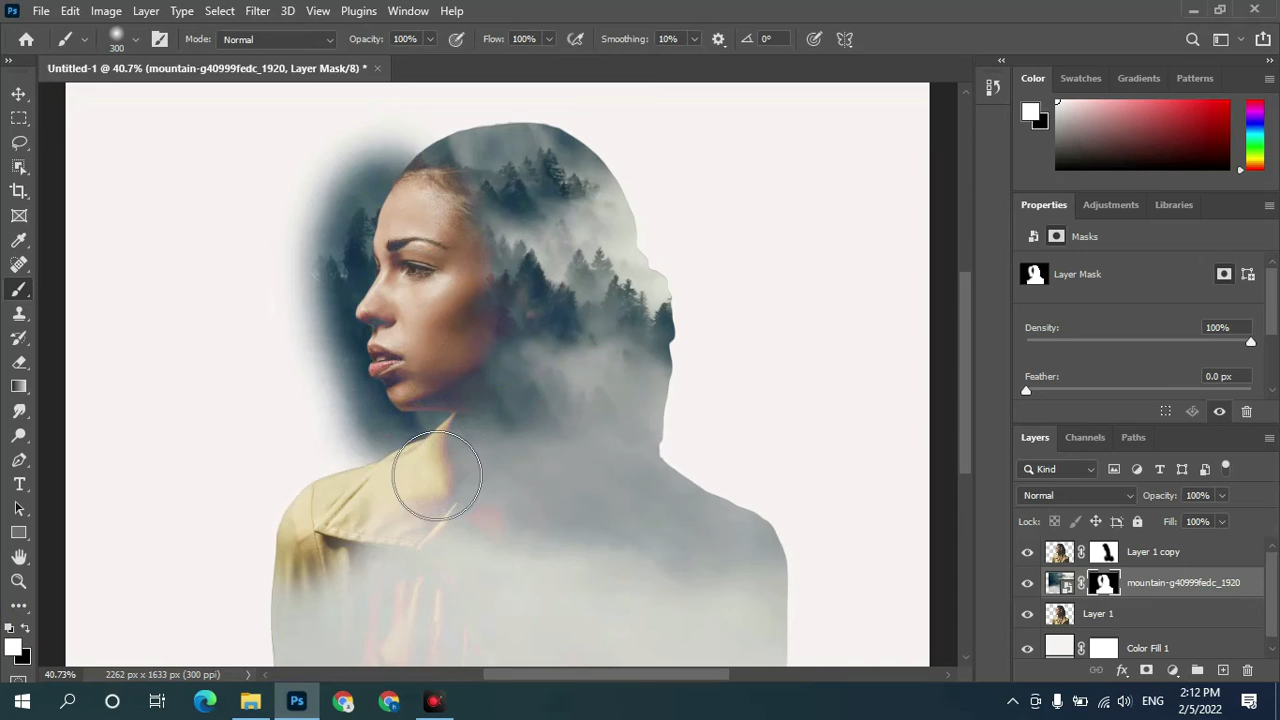 Ps File Edit Image Layer Type Select Filter 3D View Plugins Window Help
300 Mode: Normal Opacity: 100% Flow: 100% Smoothing: 10% 0°
Untitled-1 @ 40.7% (mountain-g40999fedc_1920, Layer Mask/8) *
Color Swatches Gradients Patterns
Properties Adjustments Libraries
Masks
Layer Mask
Density: 100%
Feather: 0.0 px
Layers Channels Paths
Kind
Normal Opacity: 100%
Lock: Fill: 100%
Layer 1 copy
mountain-g40999fedc_1920
Layer 1
Color Fill 1
40.73% 2262 px x 1633 px (300 ppi)
Ps ENG 2:12 PM
2/5/2022